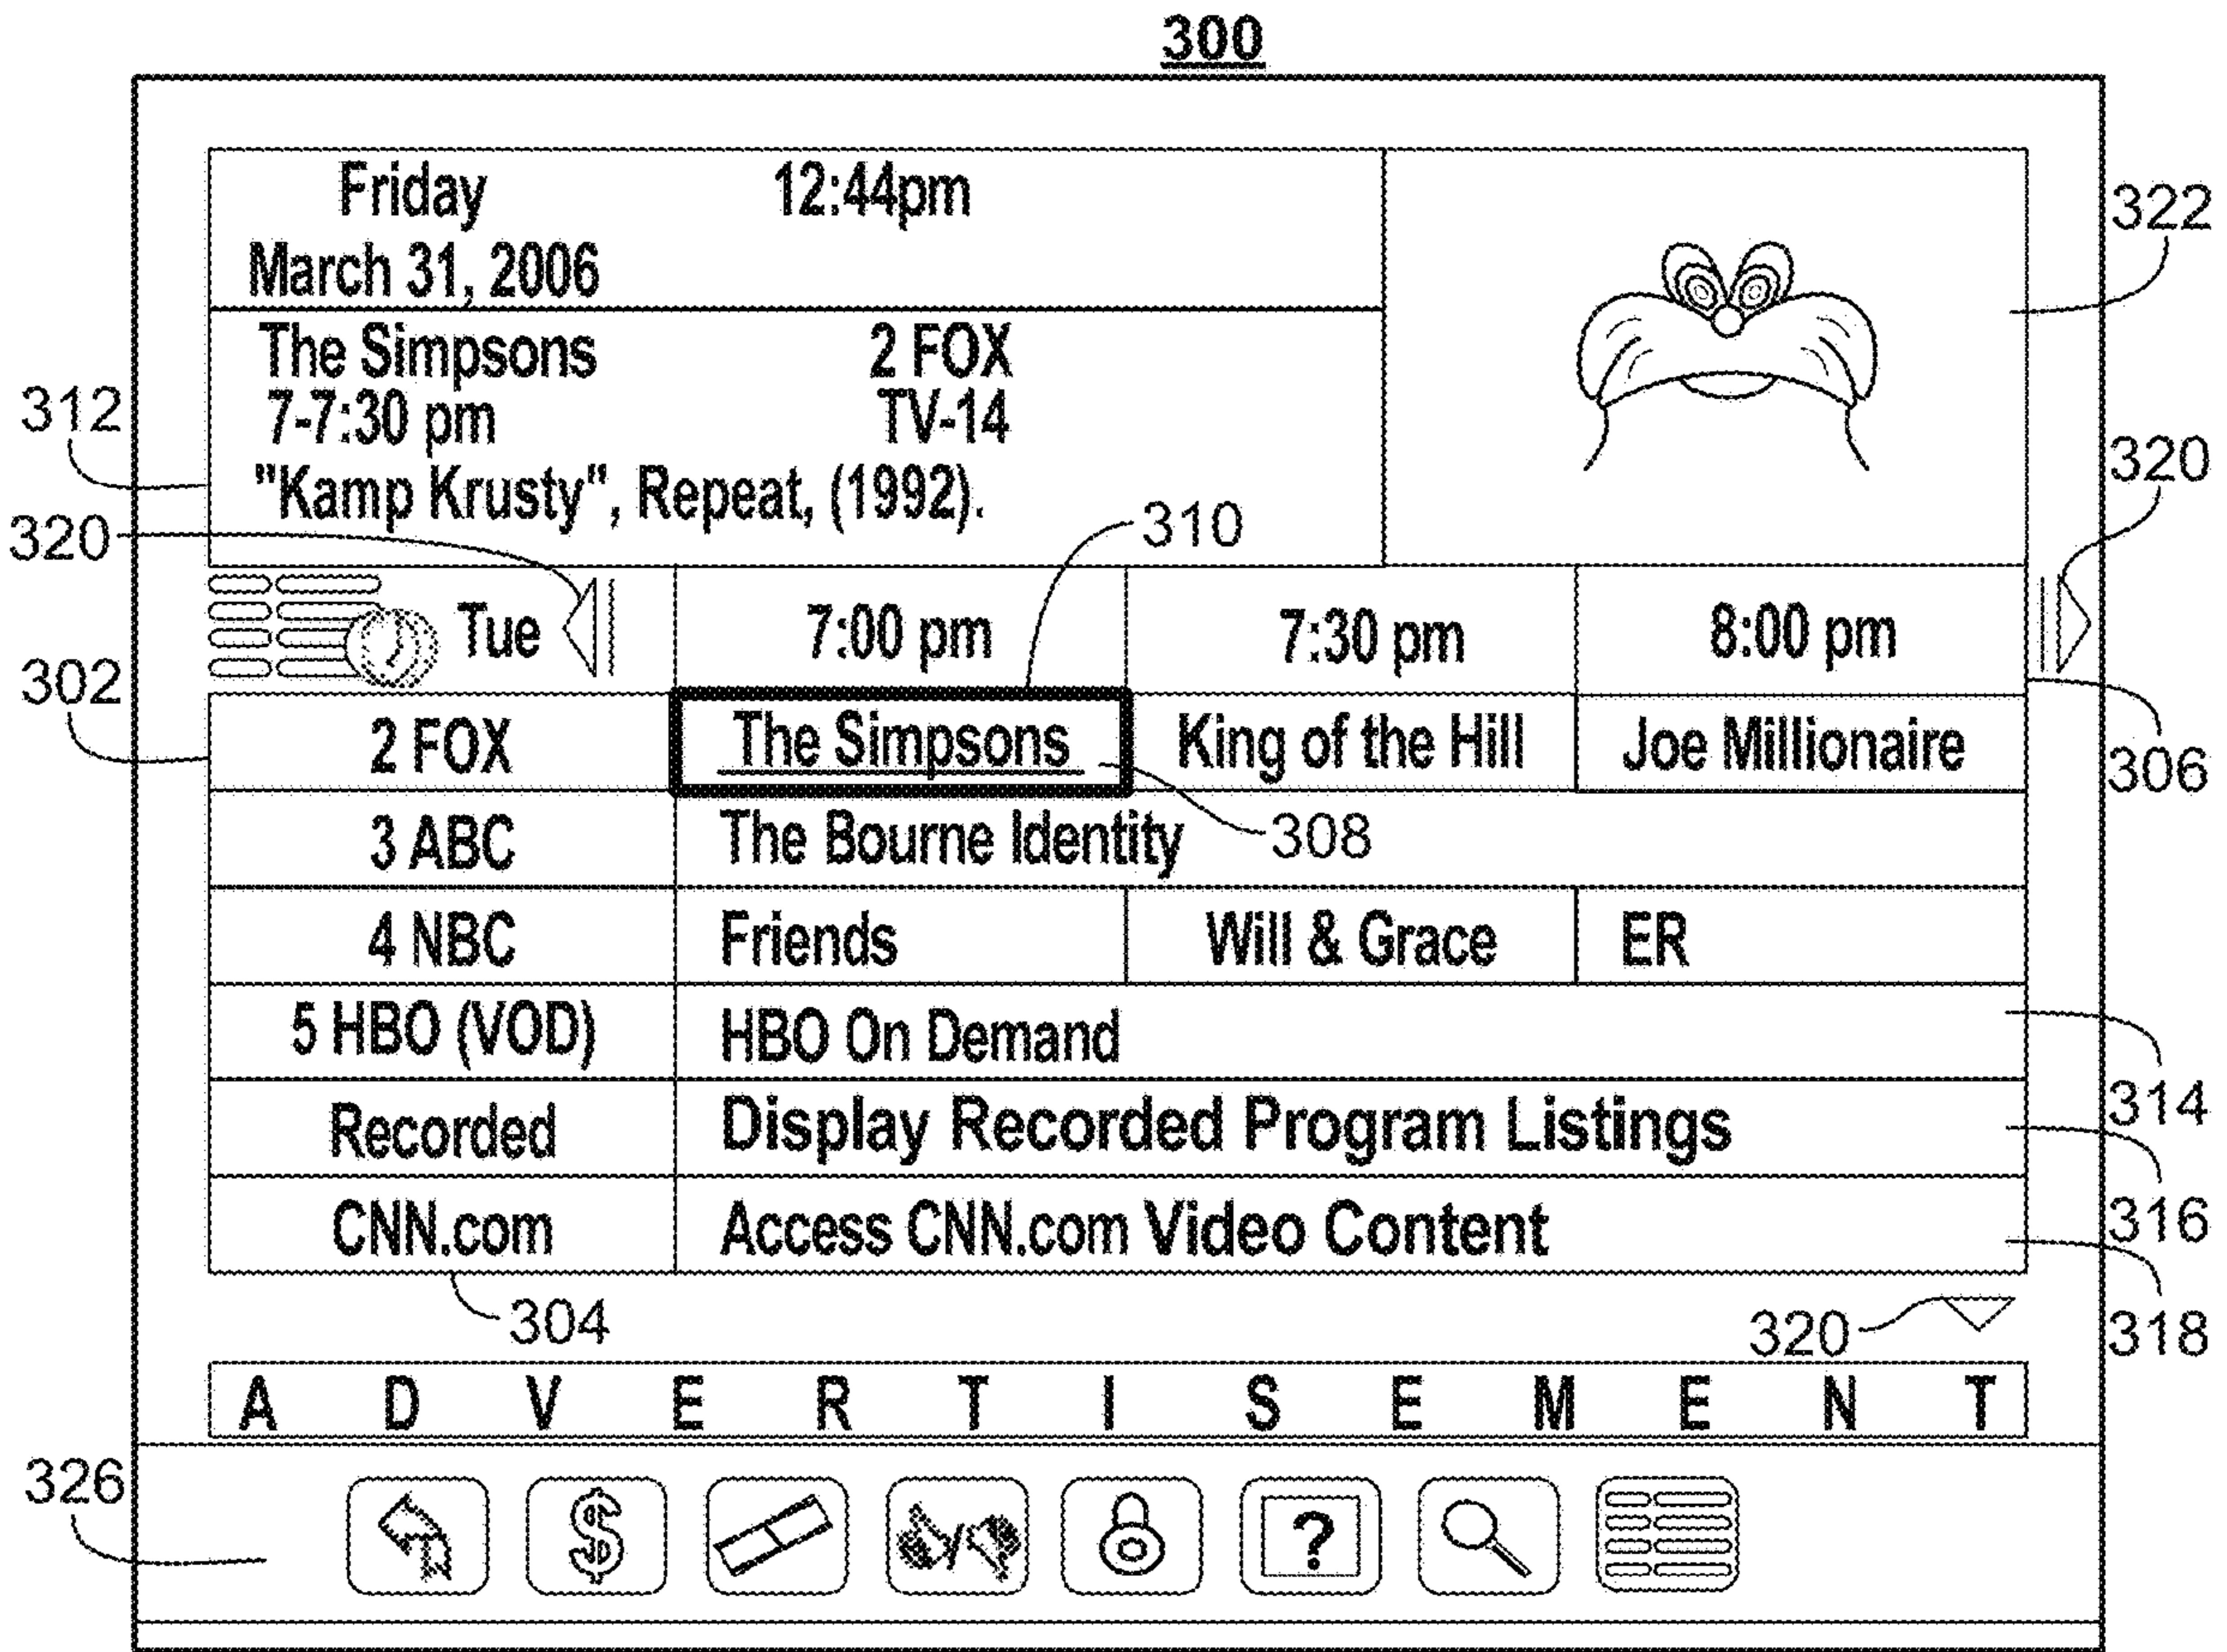 300
Friday 12:44pm
March 31, 2006
322
The Simpsons 2 FOX
312 7-7:30 pm TV-14
320
"Kamp Krusty", Repeat, (1992).
320 310
Tue 7:00 pm 7:30 pm 8:00 pm
302
2 FOX The Simpsons King of the Hill Joe Millionaire
306
3 ABC The Bourne Identity 308
4 NBC Friends Will & Grace ER
5 HBO (VOD) HBO On Demand
314
Recorded Display Recorded Program Listings
316
CNN.com Access CNN.com Video Content
304 320 318
A D V E R T I S E M E N T
326
$ / ?